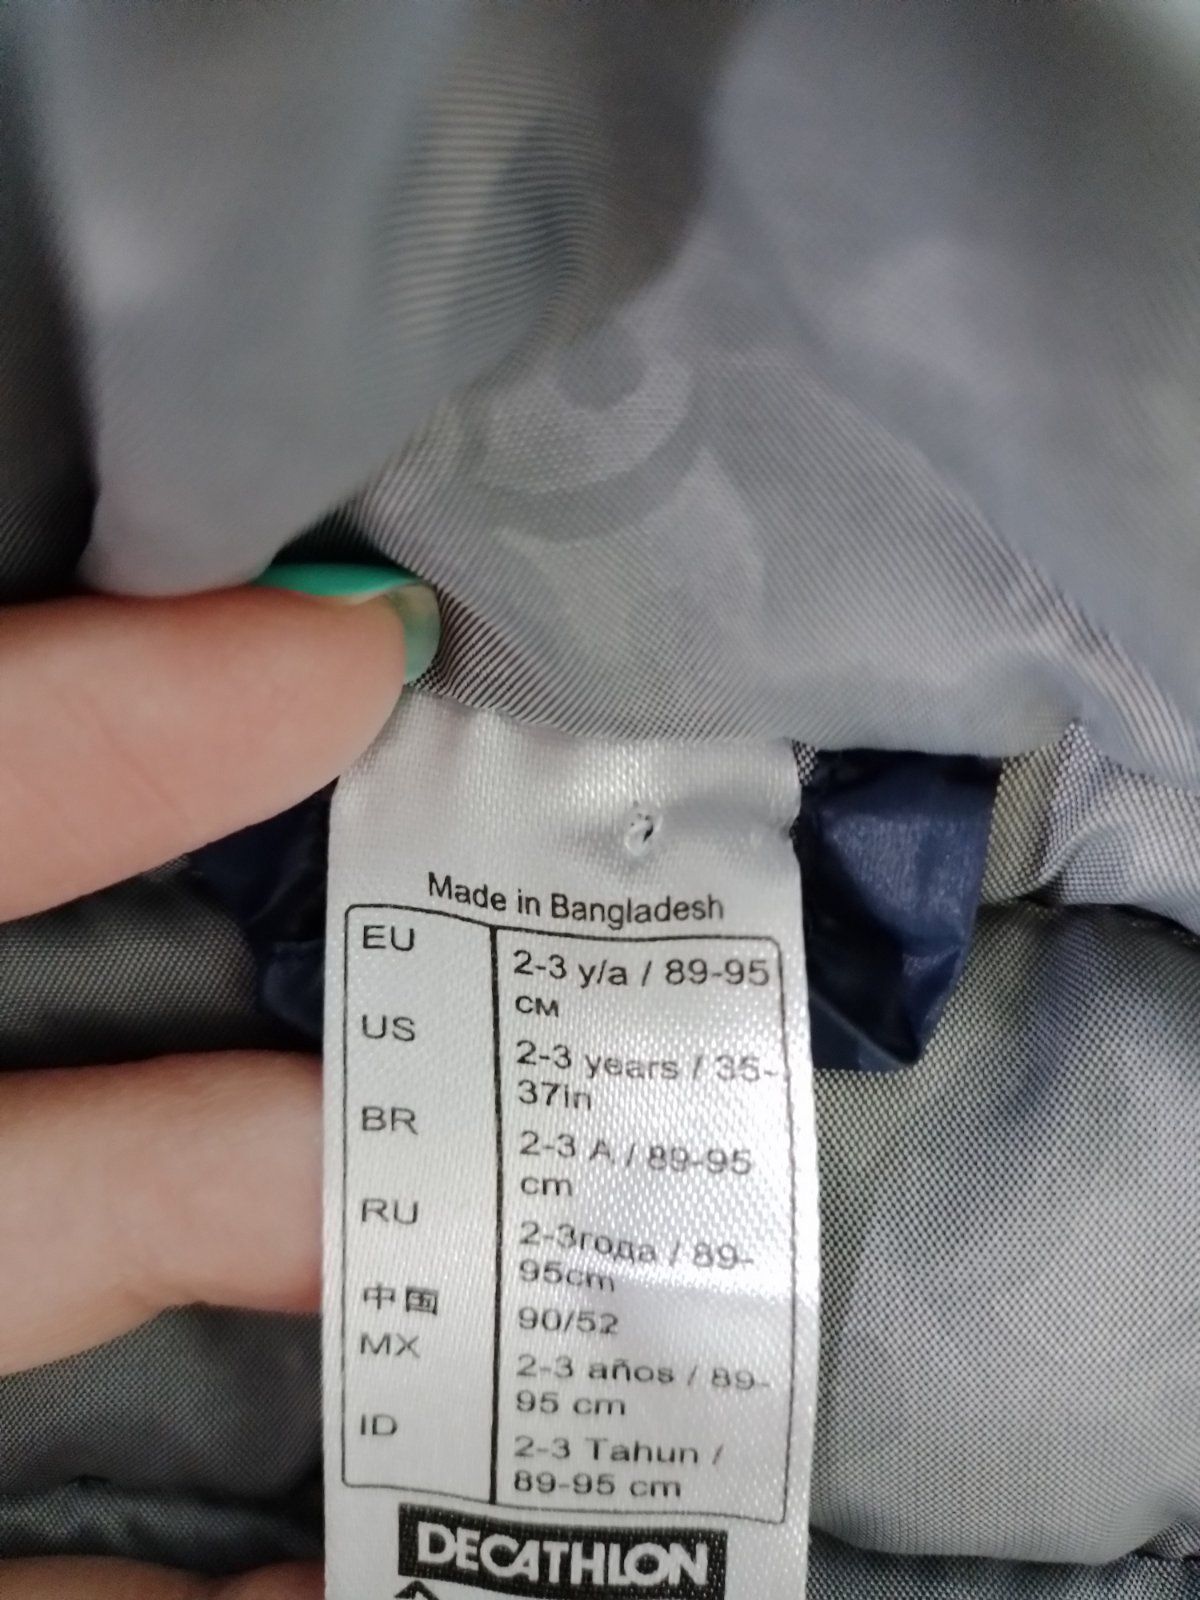 Made in Bangladesh
EU 2-3 y/a / 89-95
см
US 2-3 years / 35-
37in
BR 2-3 A / 89-95
cm
RU 2-3года / 89-
95cm
中国 90/52
MX 2-3 años / 89-
95 cm
ID 2-3 Tahun /
89-95 cm
DECATHLON